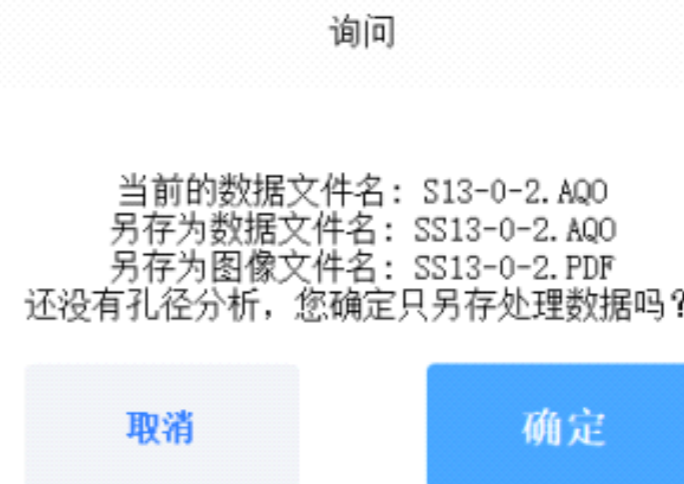 询问
当前的数据文件名: S13-0-2.AQO
另存为数据文件名: SS13-0-2.AQO
另存为图像文件名: SS13-0-2.PDF
还没有孔径分析，您确定只另存处理数据吗?
取消
确定